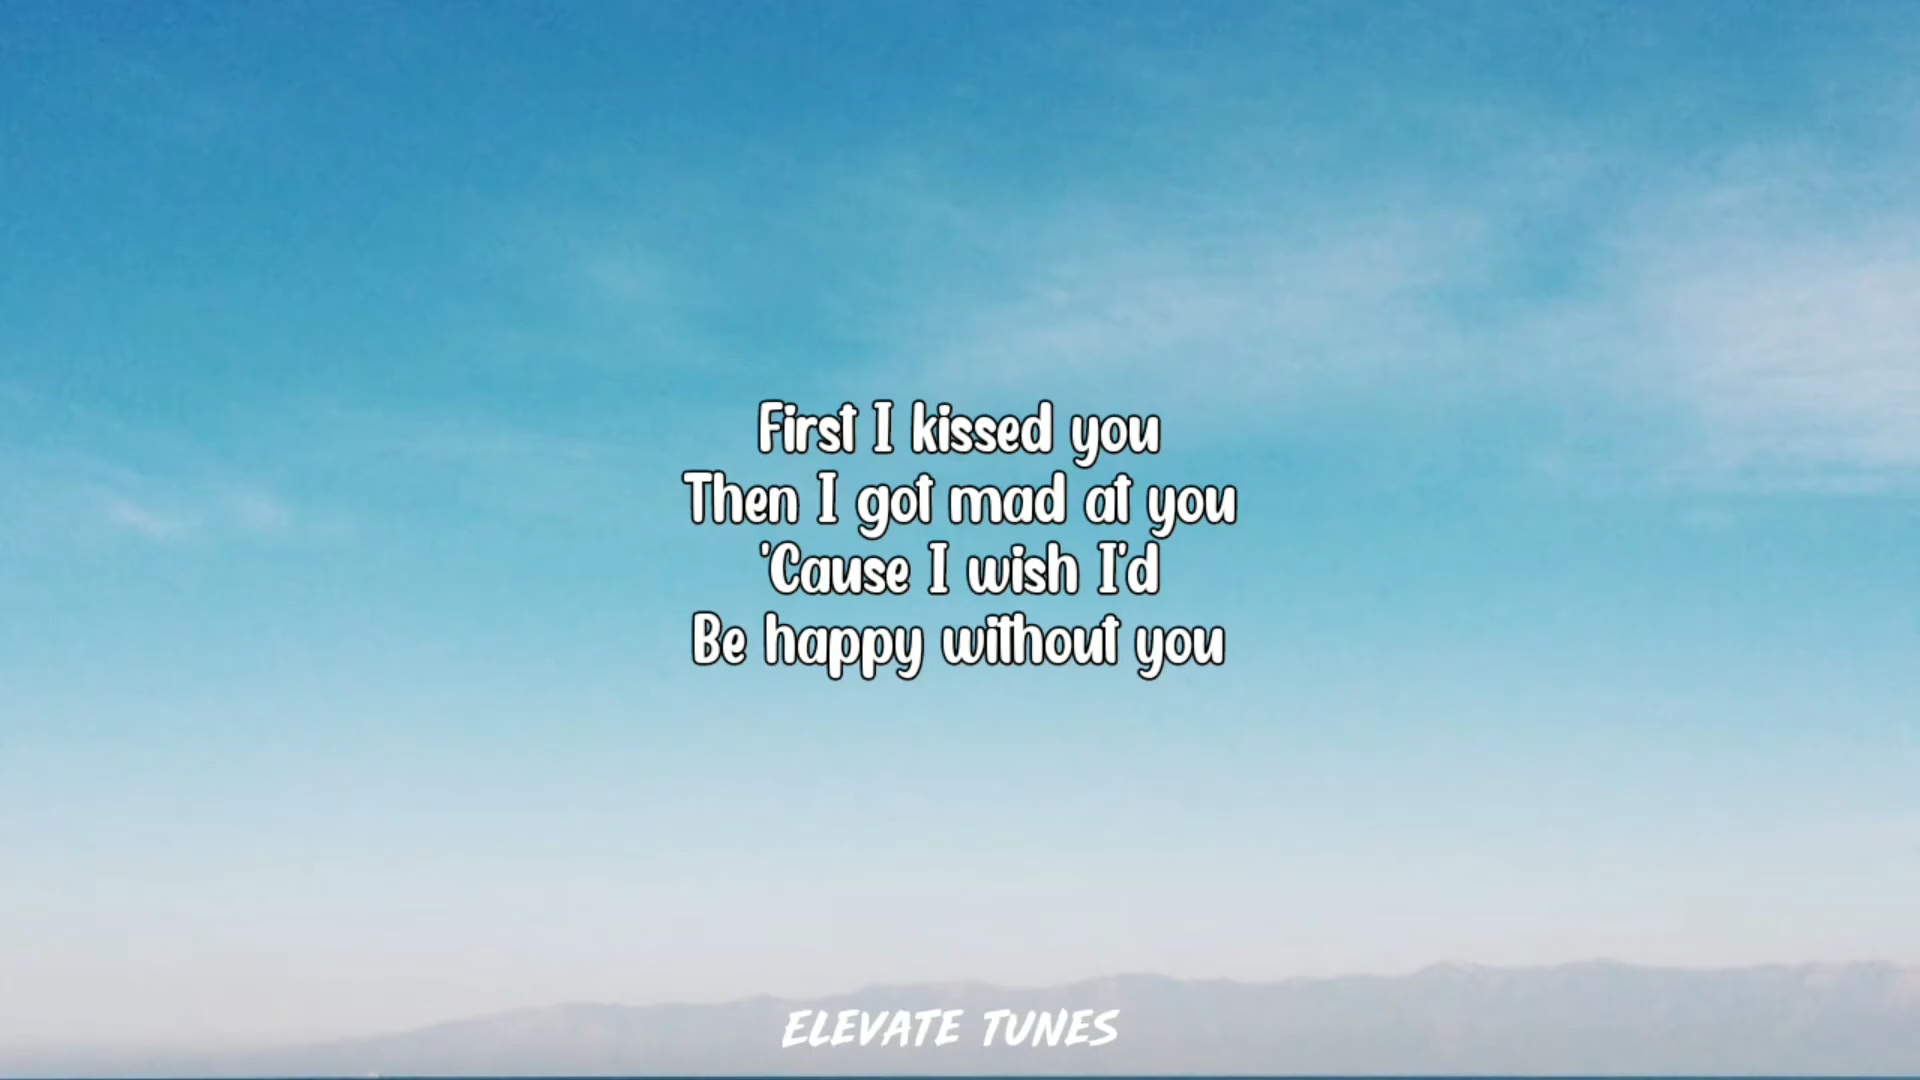 First I kissed you
Then I got mad at you
'Cause I wish I'd
Be happy without you
ELEVATE TUNES